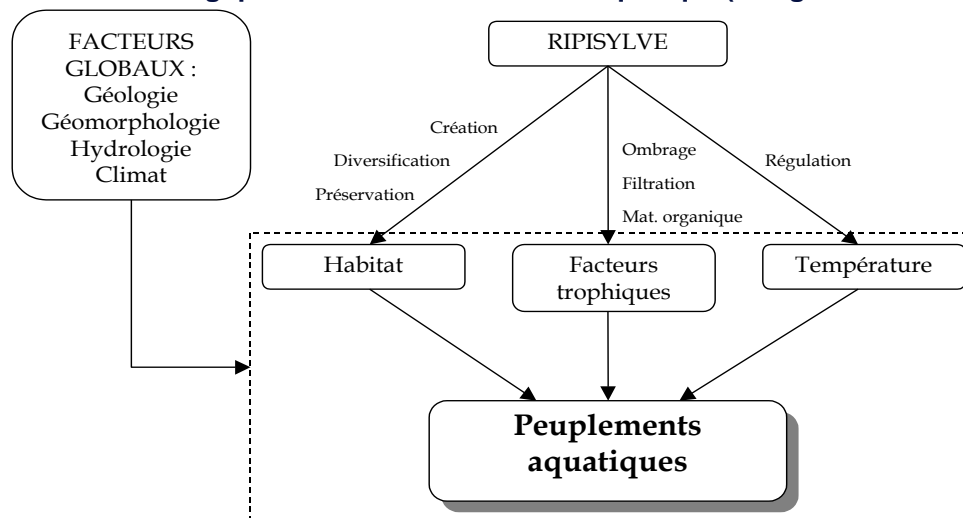 FACTEURS
GLOBAUX :
Géologie
Géomorphologie
Hydrologie
Climat
RIPISYLVE
Création
Diversification
Préservation
Ombrage
Filtration
Mat. organique
Régulation
Habitat
Facteurs
trophiques
Température
Peuplements
aquatiques